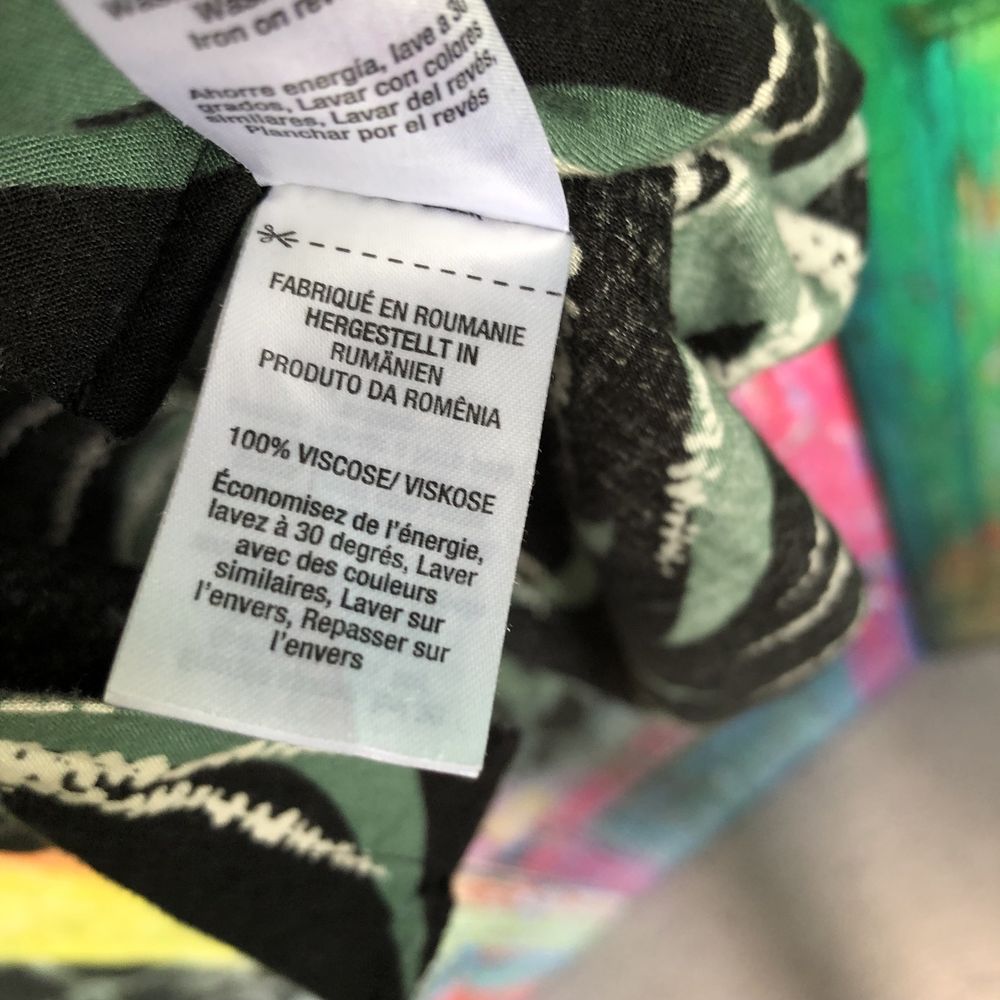 Iron on rev
Ahorre energía, lave a 30
grados, Lavar con colores
similares, Lavar del revés,
Planchar por el revés
FABRIQUÉ EN ROUMANIE
HERGESTELLT IN
RUMÄNIEN
PRODUTO DA ROMÊNIA
100% VISCOSE/ VISKOSE
Économisez de l'énergie,
lavez à 30 degrés, Laver
avec des couleurs
similaires, Laver sur
l'envers, Repasser sur
l'envers